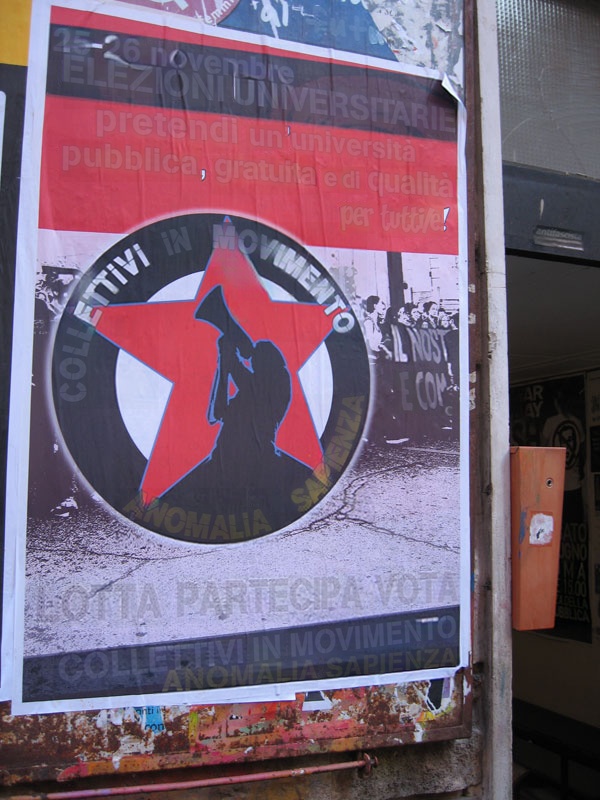 25-26 novembre
ELEZIONI UNIVERSITARIE
pretendi un'università
pubblica, gratuita e di qualità
per tutti/e!
COLLETTIVI IN MOVIMENTO
ANOMALIA SAPIENZA
IL NOST
E COM
LOTTA PARTECIPA VOTA
COLLETTIVI IN MOVIMENTO
ANOMALIA SAPIENZA